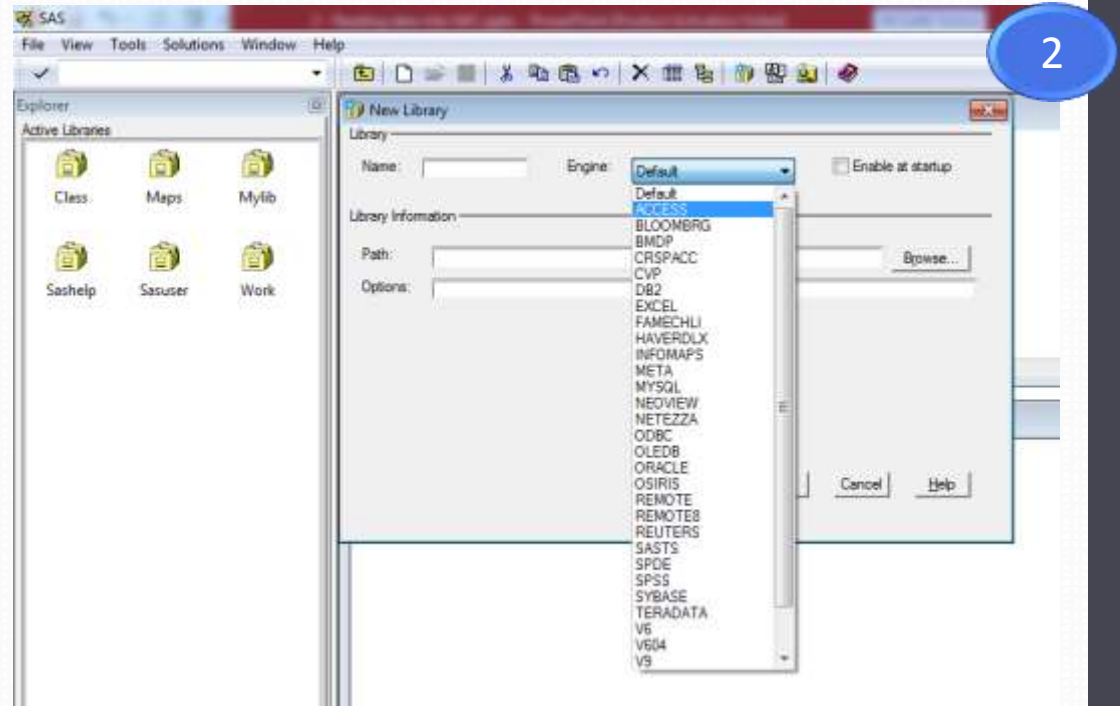 SAS
2
File View Tools Solutions Window Help
Explorer
Active Libraries
Class Maps Mylib
Sashelp Sasuser Work
New Library
Library
Name: Engine: Default Enable at startup
Library Information
Path: Browse...
Options:
Default
ACCESS
BLOOMBRG
BMDP
CRSPACC
CVP
DB2
EXCEL
FAMECHLI
HAVERDLX
INFOMAPS
META
MYSQL
NEOVIEW
NETEZZA
ODBC
OLEDB
ORACLE
OSIRIS
REMOTE
REMOTE8
REUTERS
SASTS
SPDE
SPSS
SYBASE
TERADATA
V6
V604
V9
Cancel Help